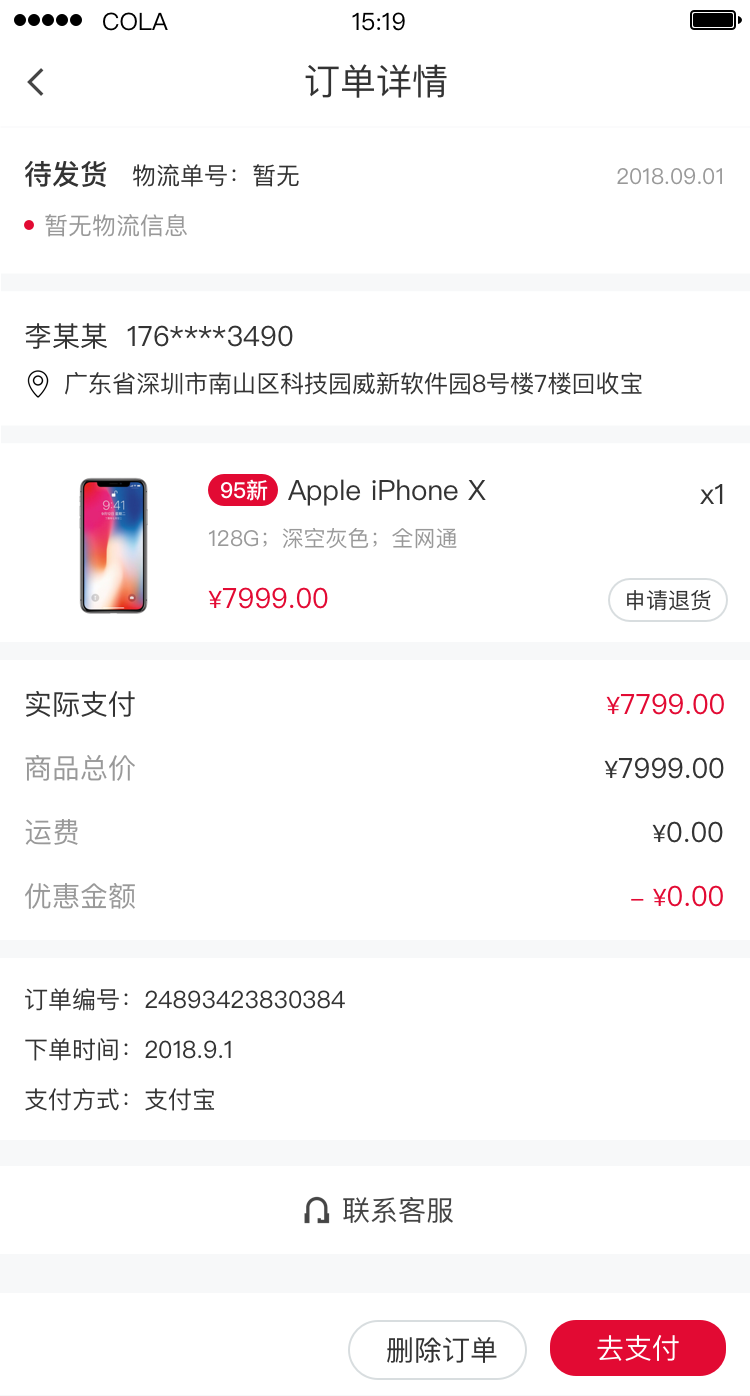 COLA 15:19
订单详情
待发货 物流单号：暂无 2018.09.01
暂无物流信息
李某某 176****3490
广东省深圳市南山区科技园威新软件园8号楼7楼回收宝
95新 Apple iPhone X x1
9:41
128G；深空灰色；全网通
¥7999.00 申请退货
实际支付 ¥7799.00
商品总价 ¥7999.00
运费 ¥0.00
优惠金额 – ¥0.00
订单编号：24893423830384
下单时间：2018.9.1
支付方式：支付宝
联系客服
删除订单 去支付